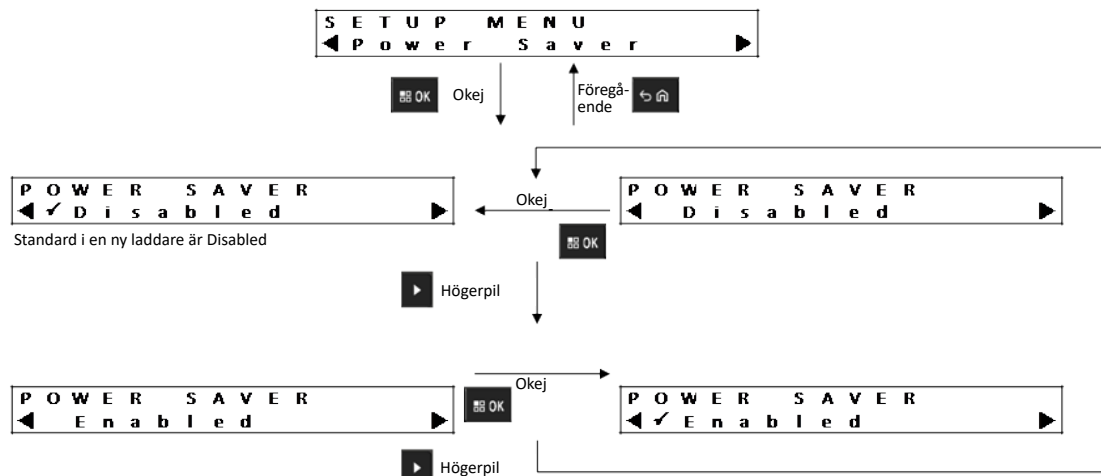 SETUP MENU
Power Saver
OK
Okej
Föregå-
ende
POWER SAVER
✓Disabled
Standard i en ny laddare är Disabled
Okej
OK
POWER SAVER
Disabled
Högerpil
POWER SAVER
Enabled
OK
Okej
POWER SAVER
✓Enabled
Högerpil